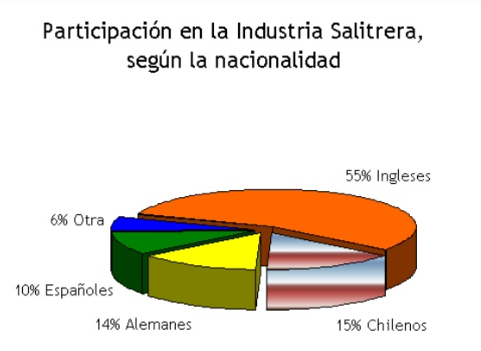 Participación en la Industria Salitrera,
según la nacionalidad
55% Ingleses
6% Otra
10% Españoles
14% Alemanes
15% Chilenos